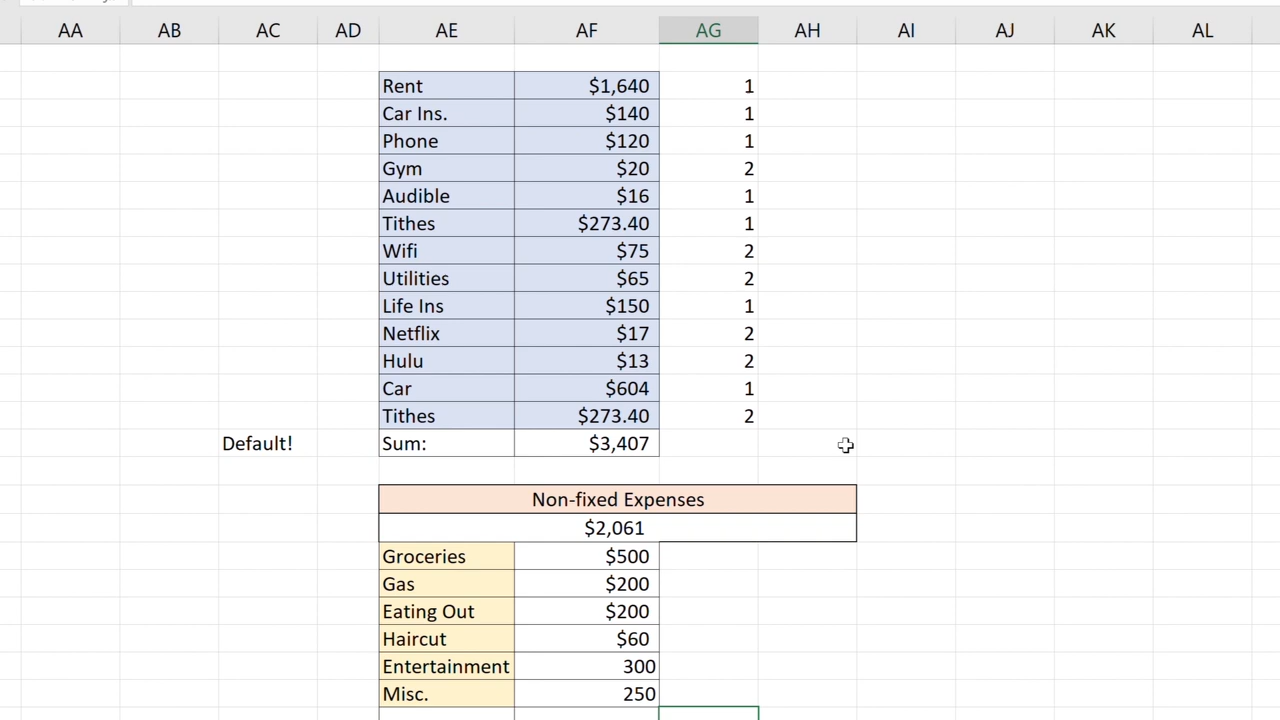 AA AB AC AD AE AF AG AH AI AJ AK AL
Rent $1,640 1
Car Ins. $140 1
Phone $120 1
Gym $20 2
Audible $16 1
Tithes $273.40 1
Wifi $75 2
Utilities $65 2
Life Ins $150 1
Netflix $17 2
Hulu $13 2
Car $604 1
Tithes $273.40 2
Default! Sum: $3,407
Non-fixed Expenses
$2,061
Groceries $500
Gas $200
Eating Out $200
Haircut $60
Entertainment 300
Misc. 250